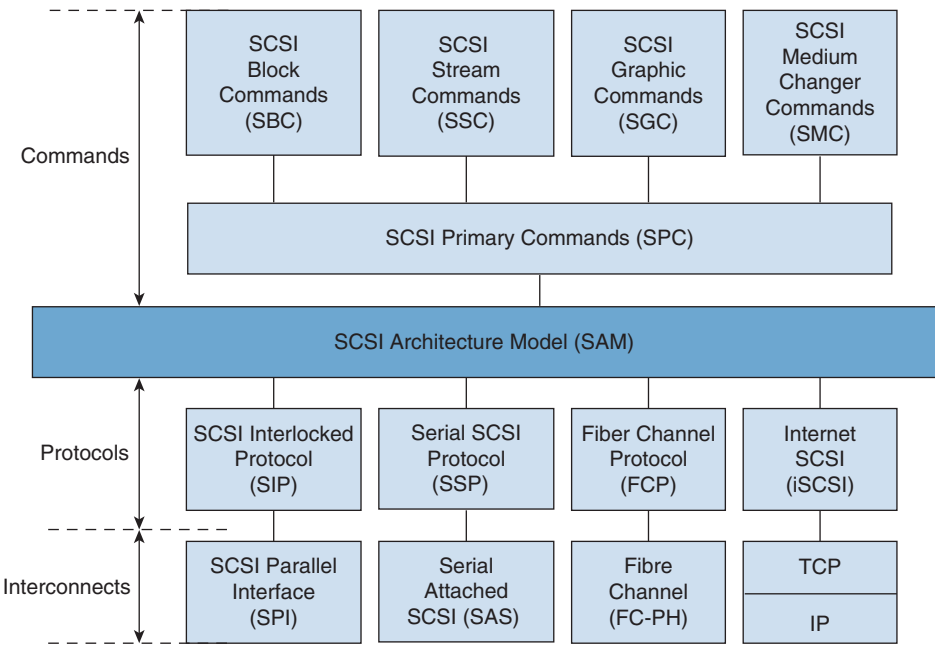 SCSI
Block
Commands
(SBC)
SCSI
Stream
Commands
(SSC)
SCSI
Graphic
Commands
(SGC)
SCSI
Medium
Changer
Commands
(SMC)
Commands
SCSI Primary Commands (SPC)
SCSI Architecture Model (SAM)
Protocols
SCSI Interlocked
Protocol
(SIP)
Serial SCSI
Protocol
(SSP)
Fiber Channel
Protocol
(FCP)
Internet
SCSI
(iSCSI)
Interconnects
SCSI Parallel
Interface
(SPI)
Serial
Attached
SCSI (SAS)
Fibre
Channel
(FC-PH)
TCP
IP